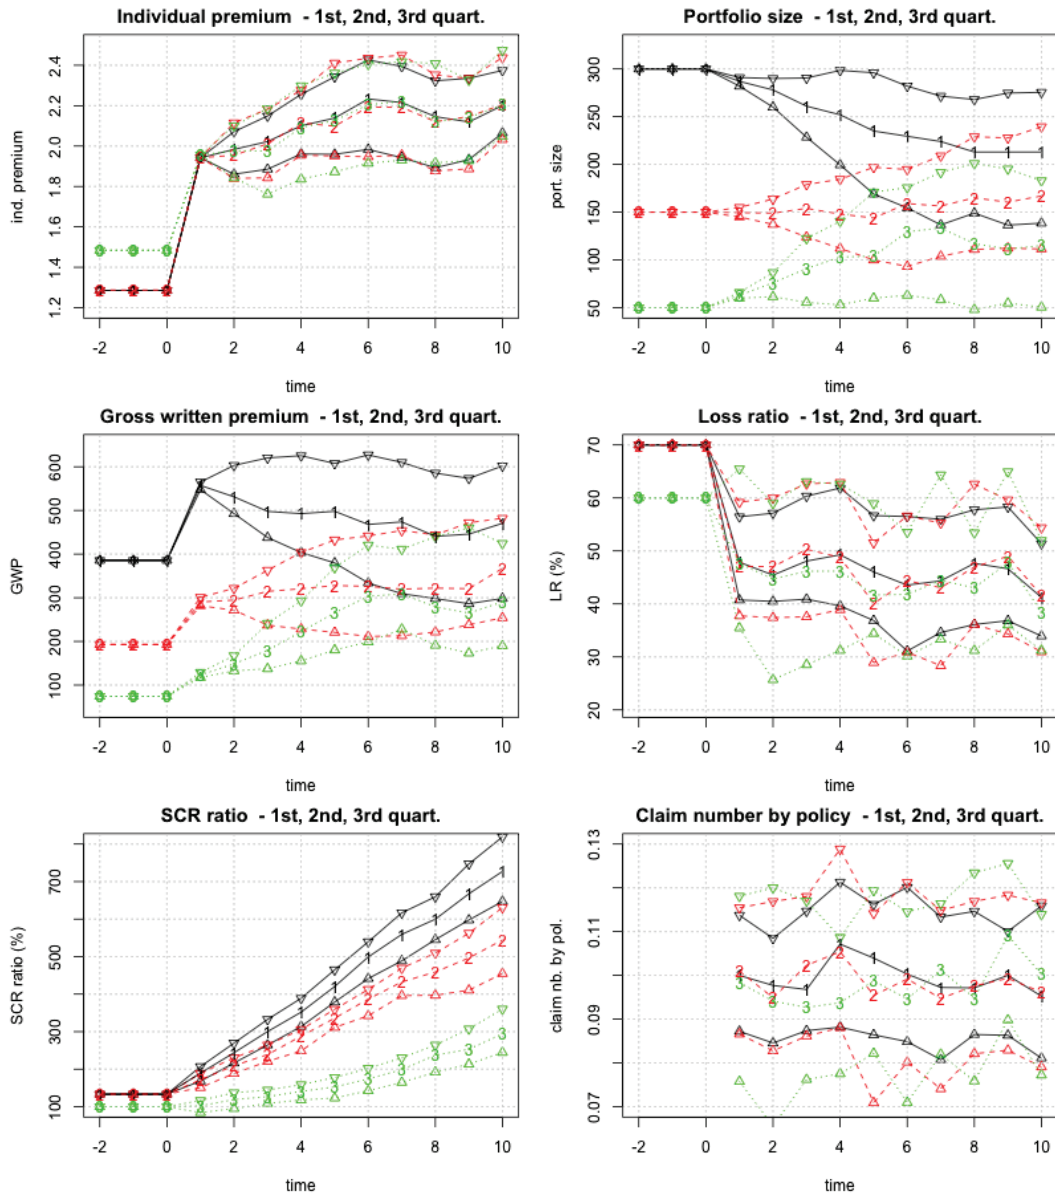 Individual premium - 1st, 2nd, 3rd quart.
ind. premium
1.2 1.4 1.6 1.8 2.0 2.2 2.4
-2 0 2 4 6 8 10
time
Portfolio size - 1st, 2nd, 3rd quart.
port. size
50 100 150 200 250 300
-2 0 2 4 6 8 10
time
Gross written premium - 1st, 2nd, 3rd quart.
GWP
100 200 300 400 500 600
-2 0 2 4 6 8 10
time
Loss ratio - 1st, 2nd, 3rd quart.
LR (%)
20 30 40 50 60 70
-2 0 2 4 6 8 10
time
SCR ratio - 1st, 2nd, 3rd quart.
SCR ratio (%)
100 300 500 700
-2 0 2 4 6 8 10
time
Claim number by policy - 1st, 2nd, 3rd quart.
claim nb. by pol.
0.07 0.09 0.11 0.13
-2 0 2 4 6 8 10
time